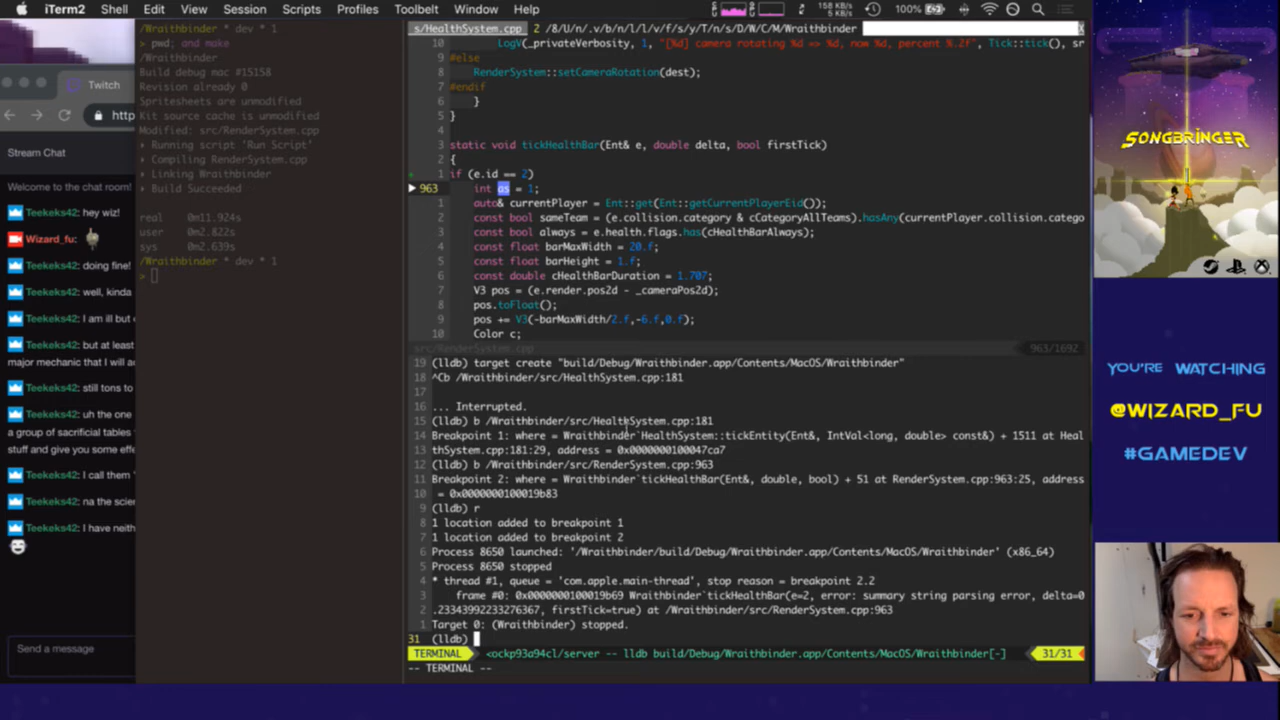 iTerm2 Shell Edit View Session Scripts Profiles Toolbelt Window Help
158 KB/s
5 KB/s
100%
Twitch
http
Stream Chat
Welcome to the chat room!
Teekeks42: hey wiz!
Wizard_fu:
Teekeks42: doing fine!
Teekeks42: well, kinda
Teekeks42: I am ill but
Teekeks42: but at least
major mechanic that I will a
Teekeks42: still tons to
Teekeks42: uh the one
a group of sacrificial tables
stuff and give you some effe
Teekeks42: I call them
Teekeks42: na the scie
Teekeks42: I have neith
Send a message
/Wraithbinder * dev * 1
> pwd; and make
/Wraithbinder
Build debug mac #15158
Revision already 0
Spritesheets are unmodified
Kit source cache is unmodified
Modified: src/RenderSystem.cpp
› Running script 'Run Script'
› Compiling RenderSystem.cpp
› Linking Wraithbinder
› Build Succeeded
real 0m11.924s
user 0m2.822s
sys 0m2.639s
/Wraithbinder * dev * 1
>
s/HealthSystem.cpp 2 /8/U/n/.v/b/n/l/l/v/f/s/y/T/n/s/D/W/C/M/Wraithbinder
10 LogV(_privateVerbosity, 1, "[%d] camera rotating %d => %d, now %d, percent %.2f", Tick::tick(), sr
9 #else
8 RenderSystem::setCameraRotation(dest);
7 #endif
6 }
5 }
4
3 static void tickHealthBar(Ent& e, double delta, bool firstTick)
2 {
1 if (e.id == 2)
963 int as = 1;
1 auto& currentPlayer = Ent::get(Ent::getCurrentPlayerEid());
2 const bool sameTeam = (e.collision.category & cCategoryAllTeams).hasAny(currentPlayer.collision.catego
3 const bool always = e.health.flags.has(cHealthBarAlways);
4 const float barMaxWidth = 20.f;
5 const float barHeight = 1.f;
6 const double cHealthBarDuration = 1.707;
7 V3 pos = (e.render.pos2d - _cameraPos2d);
8 pos.toFloor();
9 pos += V3(-barMaxWidth/2.f,-6.f,0.f);
10 Color c;
src/RenderSystem.cpp 963/1692
19 (lldb) target create "build/Debug/Wraithbinder.app/Contents/MacOS/Wraithbinder"
18 ^Cb /Wraithbinder/src/HealthSystem.cpp:181
17
16 ... Interrupted.
15 (lldb) b /Wraithbinder/src/HealthSystem.cpp:181
14 Breakpoint 1: where = Wraithbinder`HealthSystem::tickEntity(Ent&, IntVal<long, double> const&) + 1511 at Heal
13 thSystem.cpp:181:29, address = 0x0000000100047ca7
12 (lldb) b /Wraithbinder/src/RenderSystem.cpp:963
11 Breakpoint 2: where = Wraithbinder`tickHealthBar(Ent&, double, bool) + 51 at RenderSystem.cpp:963:25, address
10 = 0x0000000100019b83
9 (lldb) r
8 1 location added to breakpoint 1
7 1 location added to breakpoint 2
6 Process 8650 launched: '/Wraithbinder/build/Debug/Wraithbinder.app/Contents/MacOS/Wraithbinder' (x86_64)
5 Process 8650 stopped
4 * thread #1, queue = 'com.apple.main-thread', stop reason = breakpoint 2.2
3 frame #0: 0x0000000100019b69 Wraithbinder`tickHealthBar(e=2, error: summary string parsing error, delta=0
2 .23343992233276367, firstTick=true) at /Wraithbinder/src/RenderSystem.cpp:963
1 Target 0: (Wraithbinder) stopped.
31 (lldb)
TERMINAL <ockp93a94cl/server -- lldb build/Debug/Wraithbinder.app/Contents/MacOS/Wraithbinder[-] 31/31
-- TERMINAL --
SONGBRINGER
YOU'RE WATCHING
@WIZARD_FU
#GAMEDEV